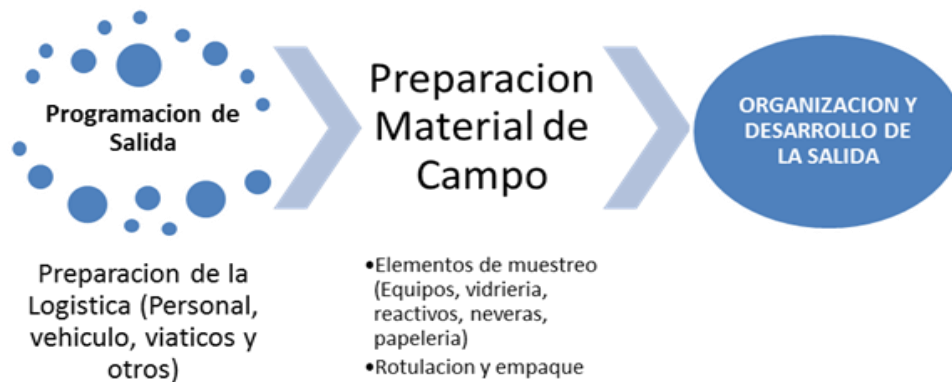 Programacion de
Salida
Preparacion de la
Logistica (Personal,
vehiculo, viaticos y
otros)
Preparacion
Material de
Campo
•Elementos de muestreo
(Equipos, vidrieria,
reactivos, neveras,
papeleria)
•Rotulacion y empaque
ORGANIZACION Y
DESARROLLO DE
LA SALIDA